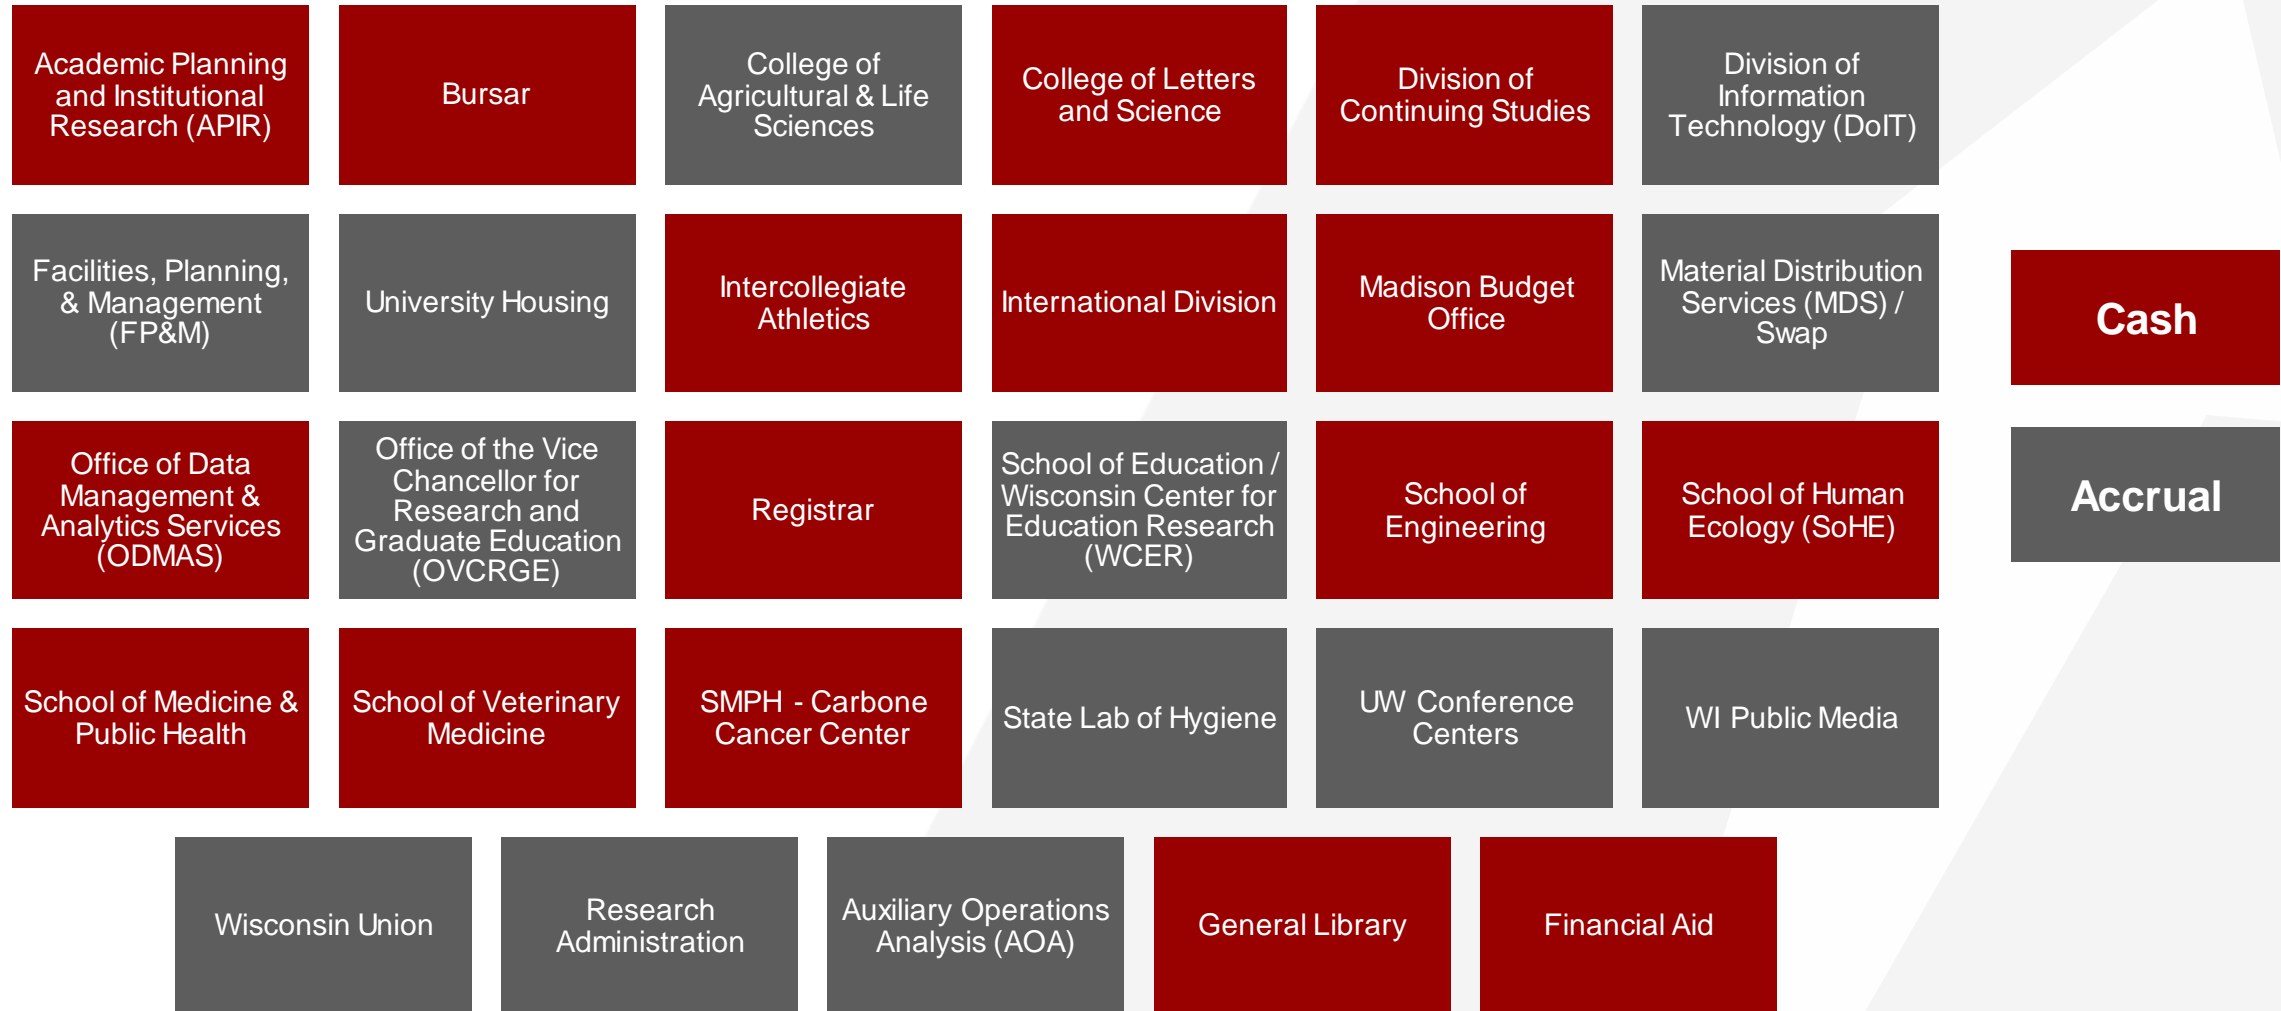 Academic Planning
and Institutional
Research (APIR)
Bursar
College of
Agricultural & Life
Sciences
College of Letters
and Science
Division of
Continuing Studies
Division of
Information
Technology (DoIT)
Facilities, Planning,
& Management
(FP&M)
University Housing
Intercollegiate
Athletics
International Division
Madison Budget
Office
Material Distribution
Services (MDS) /
Swap
Cash
Office of Data
Management &
Analytics Services
(ODMAS)
Office of the Vice
Chancellor for
Research and
Graduate Education
(OVCRGE)
Registrar
School of Education /
Wisconsin Center for
Education Research
(WCER)
School of
Engineering
School of Human
Ecology (SoHE)
Accrual
School of Medicine &
Public Health
School of Veterinary
Medicine
SMPH - Carbone
Cancer Center
State Lab of Hygiene
UW Conference
Centers
WI Public Media
Wisconsin Union
Research
Administration
Auxiliary Operations
Analysis (AOA)
General Library
Financial Aid